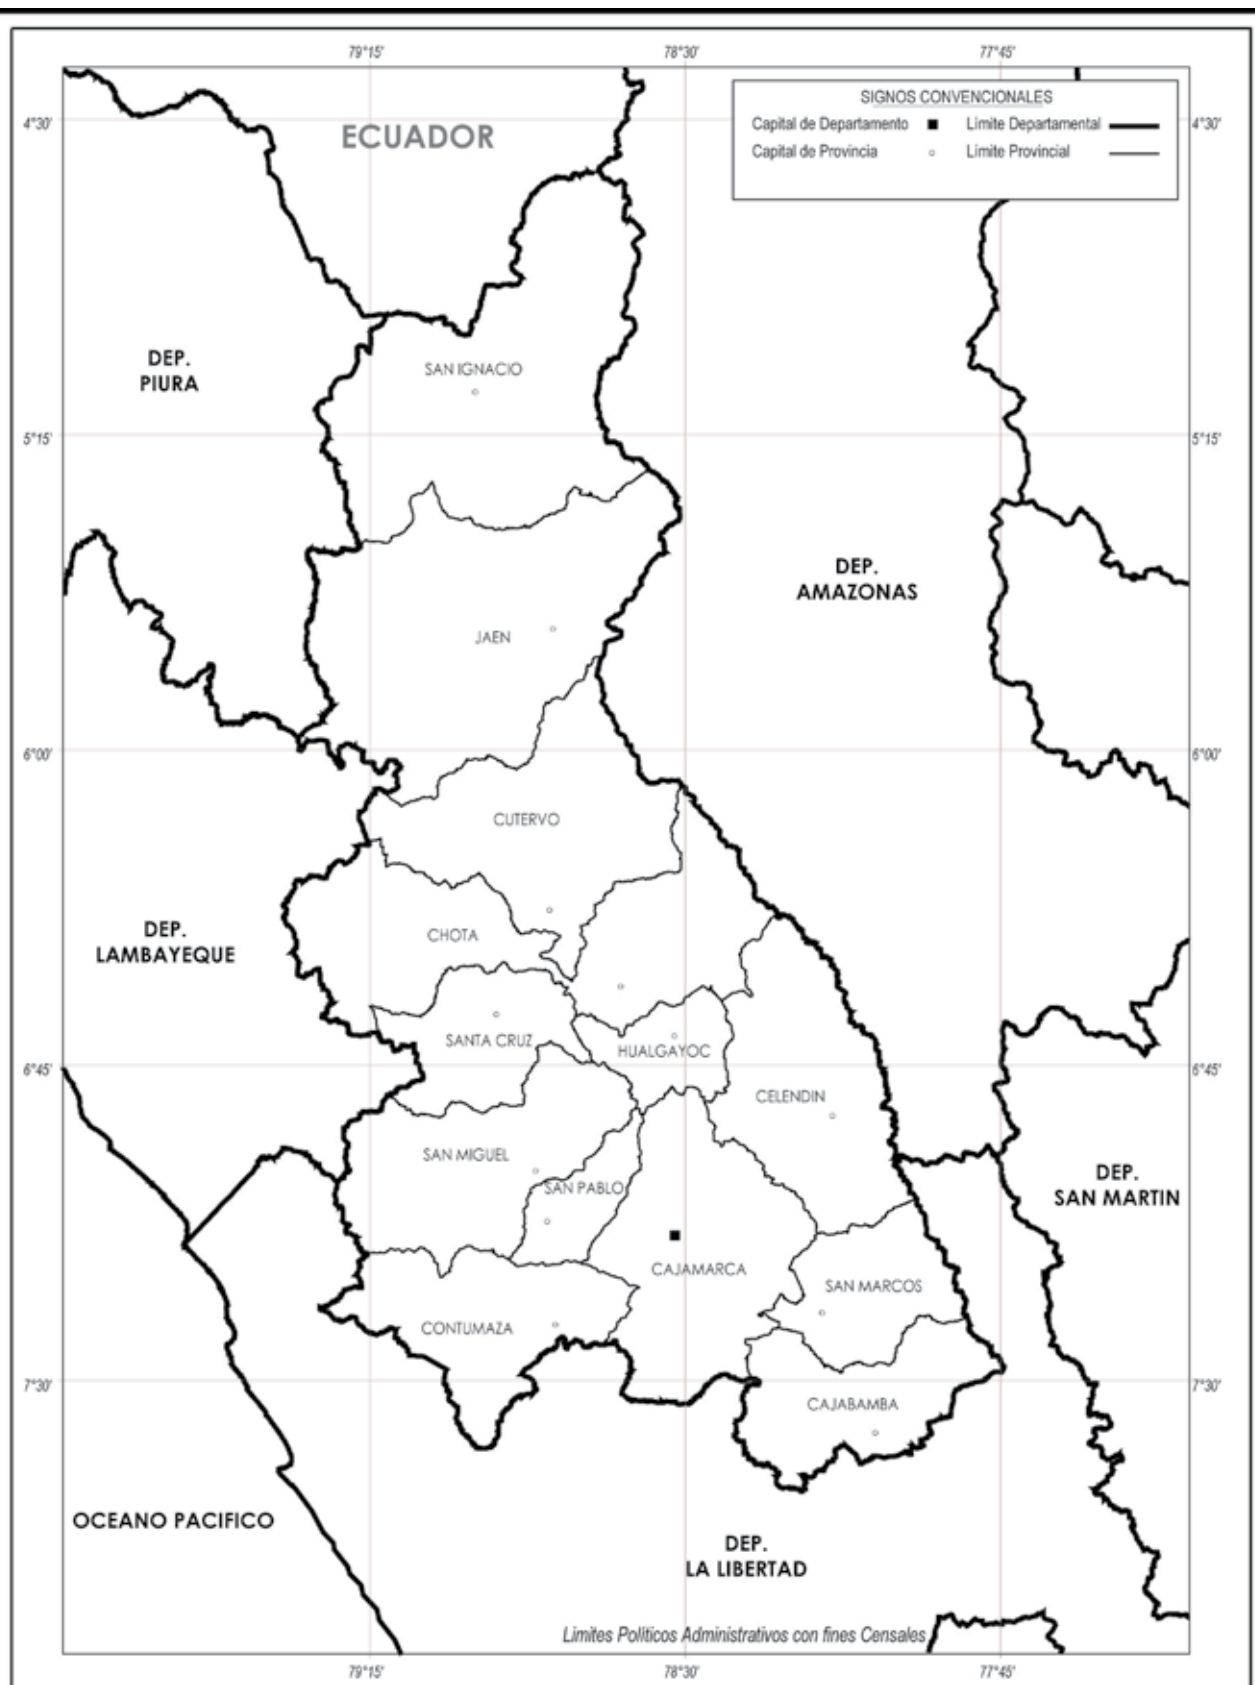 79°15'
78°30'
77°45'
SIGNOS CONVENCIONALES
Capital de Departamento
Limite Departamental
Capital de Provincia
Limite Provincial
4°30'
4°30'
ECUADOR
DEP.
PIURA
SAN IGNACIO
5°15'
5°15'
DEP.
AMAZONAS
JAEN
6°00'
6°00'
CUTERVO
DEP.
LAMBAYEQUE
CHOTA
SANTA CRUZ
HUALGAYOC
6°45'
6°45'
CELENDIN
SAN MIGUEL
SAN PABLO
DEP.
SAN MARTIN
CAJAMARCA
SAN MARCOS
CONTUMAZA
7°30'
7°30'
CAJABAMBA
OCEANO PACIFICO
DEP.
LA LIBERTAD
Limites Políticos Administrativos con fines Censales
79°15'
78°30'
77°45'